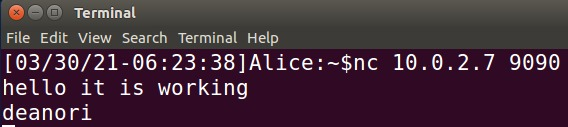 Terminal
File Edit View Search Terminal Help
[03/30/21-06:23:38]Alice:~$nc 10.0.2.7 9090
hello it is working
deanori